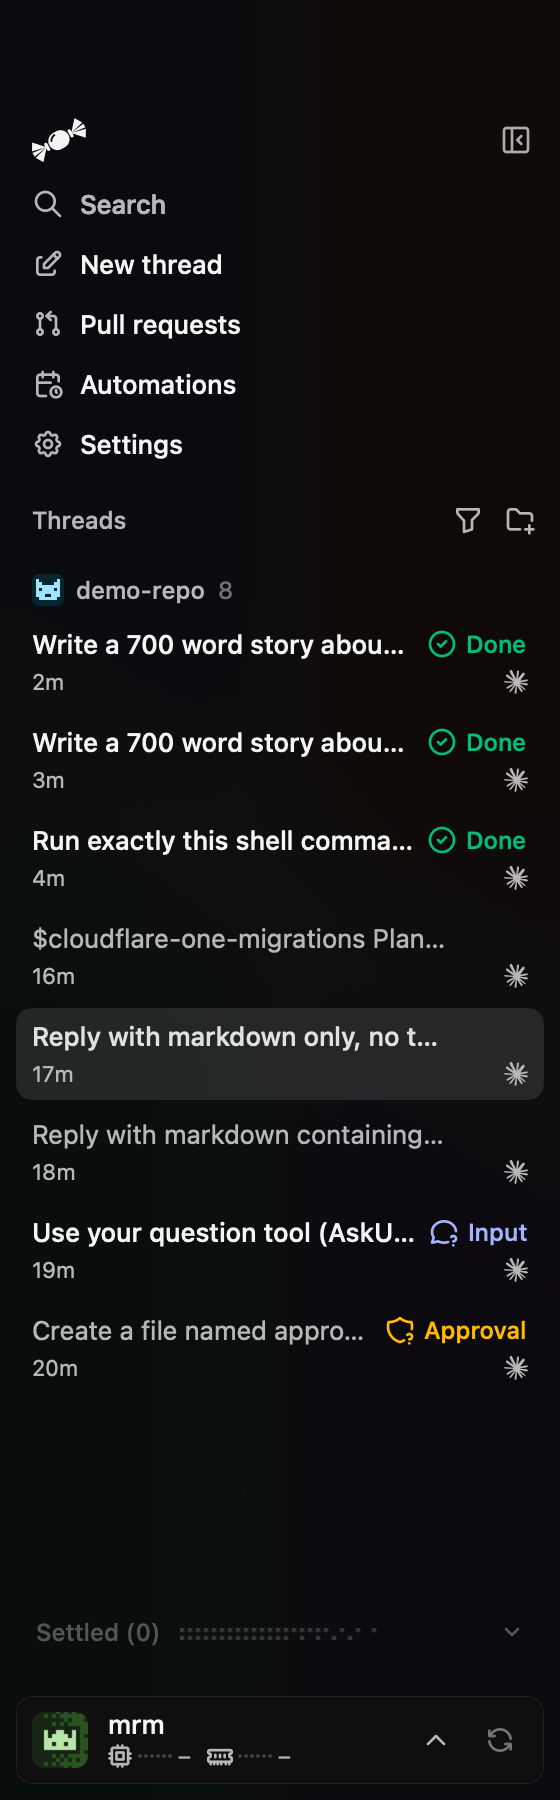 Search
New thread
Pull requests
Automations
Settings
Threads
demo-repo 8
Write a 700 word story abou... Done
2m
Write a 700 word story abou... Done
3m
Run exactly this shell comma... Done
4m
$cloudflare-one-migrations Plan...
16m
Reply with markdown only, no t...
17m
Reply with markdown containing...
18m
Use your question tool (AskU... Input
19m
Create a file named appro... Approval
20m
Settled (0)
mrm
– –